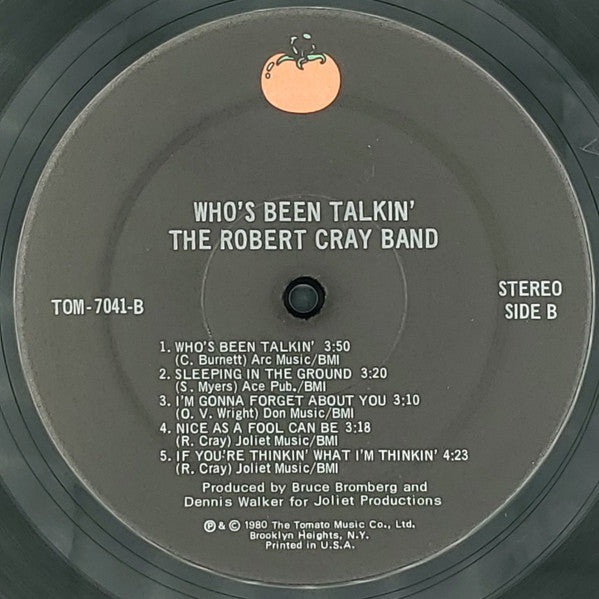 WHO'S BEEN TALKIN'
THE ROBERT CRAY BAND
TOM-7041-B
STEREO
SIDE B
1. WHO'S BEEN TALKIN' 3:50
(C. Burnett) Arc Music/BMI
2. SLEEPING IN THE GROUND 3:20
(S. Myers) Ace Pub./BMI
3. I'M GONNA FORGET ABOUT YOU 3:10
(O. V. Wright) Don Music/BMI
4. NICE AS A FOOL CAN BE 3:18
(R. Cray) Joliet Music/BMI
5. IF YOU'RE THINKIN' WHAT I'M THINKIN' 4:23
(R. Cray) Joliet Music/BMI
Produced by Bruce Bromberg and
Dennis Walker for Joliet Productions
℗ & © 1980 The Tomato Music Co., Ltd.
Brooklyn Heights, N.Y.
Printed in U.S.A.